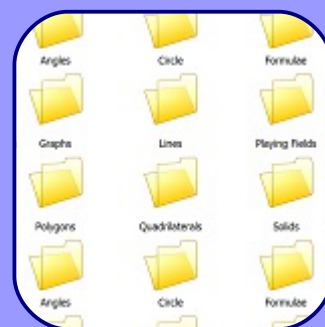 Angles Circle Formulae
Graphs Lines Playing Fields
Polygons Quadrilaterals Solids
Angles Circle Formulae